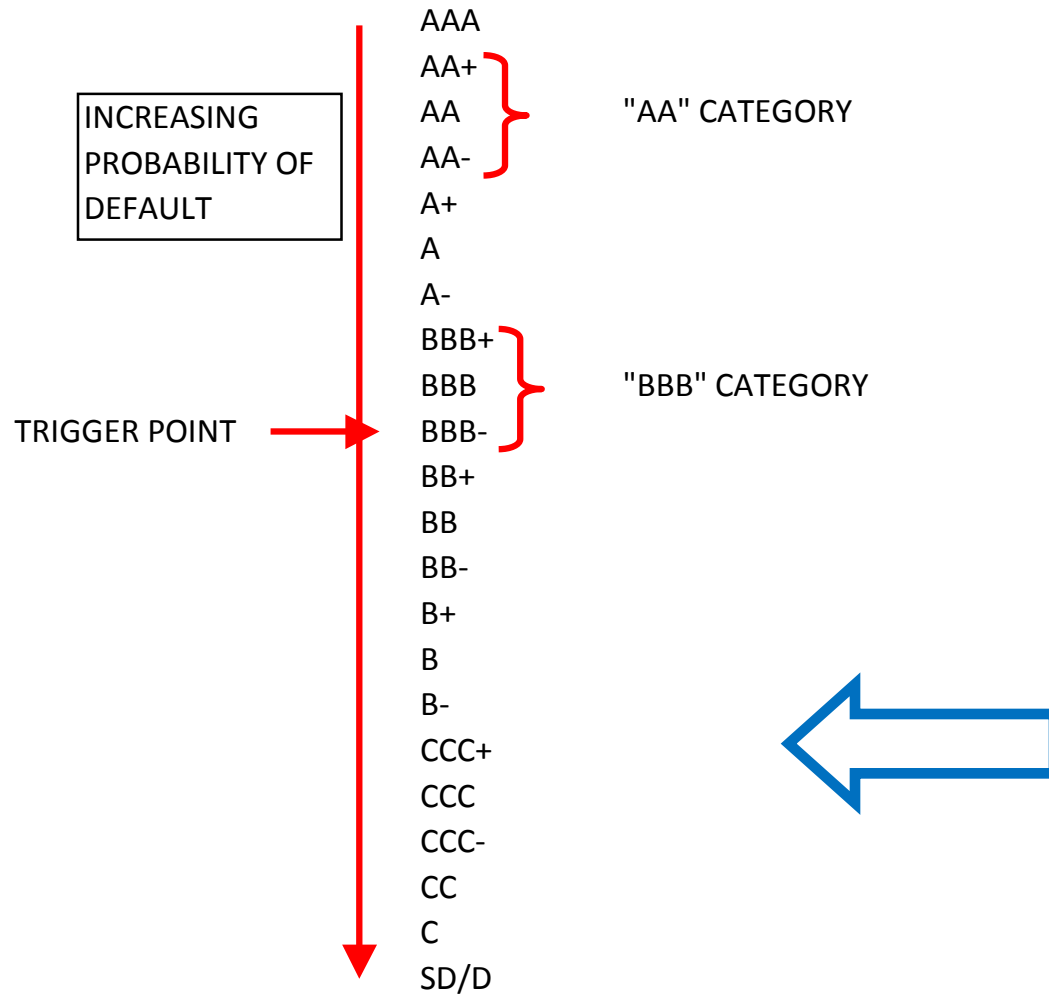 AAA
AA+
INCREASING
PROBABILITY OF
DEFAULT
AA
"AA" CATEGORY
AA-
A+
A
A-
BBB+
BBB
"BBB" CATEGORY
TRIGGER POINT
BBB-
BB+
BB
BB-
B+
B
B-
CCC+
CCC
CCC-
CC
C
SD/D